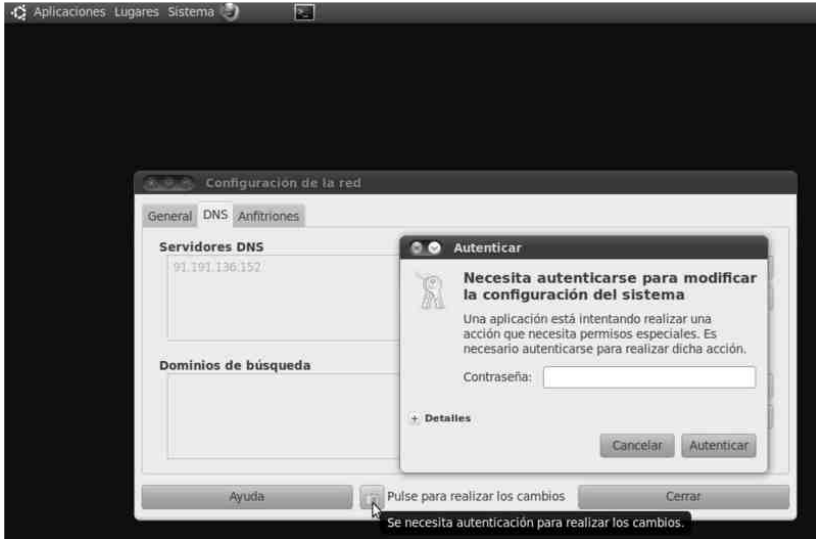 Aplicaciones Lugares Sistema
Configuración de la red
General DNS Anfitriones
Servidores DNS
91.191.136.152
Dominios de búsqueda
Autenticar
Necesita autenticarse para modificar
la configuración del sistema
Una aplicación está intentando realizar una
acción que necesita permisos especiales. Es
necesario autenticarse para realizar dicha acción.
Contraseña:
+ Detalles
Cancelar Autenticar
Ayuda Pulse para realizar los cambios Cerrar
Se necesita autenticación para realizar los cambios.